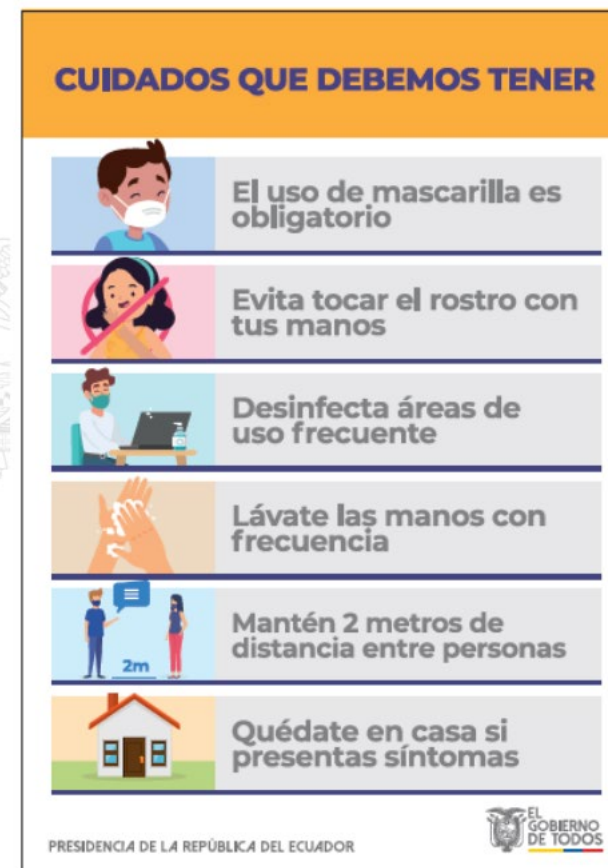 CUIDADOS QUE DEBEMOS TENER
El uso de mascarilla es
obligatorio
Evita tocar el rostro con
tus manos
Desinfecta áreas de
uso frecuente
Lávate las manos con
frecuencia
2m
Mantén 2 metros de
distancia entre personas
Quédate en casa si
presentas síntomas
PRESIDENCIA DE LA REPÚBLICA DEL ECUADOR
EL
GOBIERNO
DE TODOS